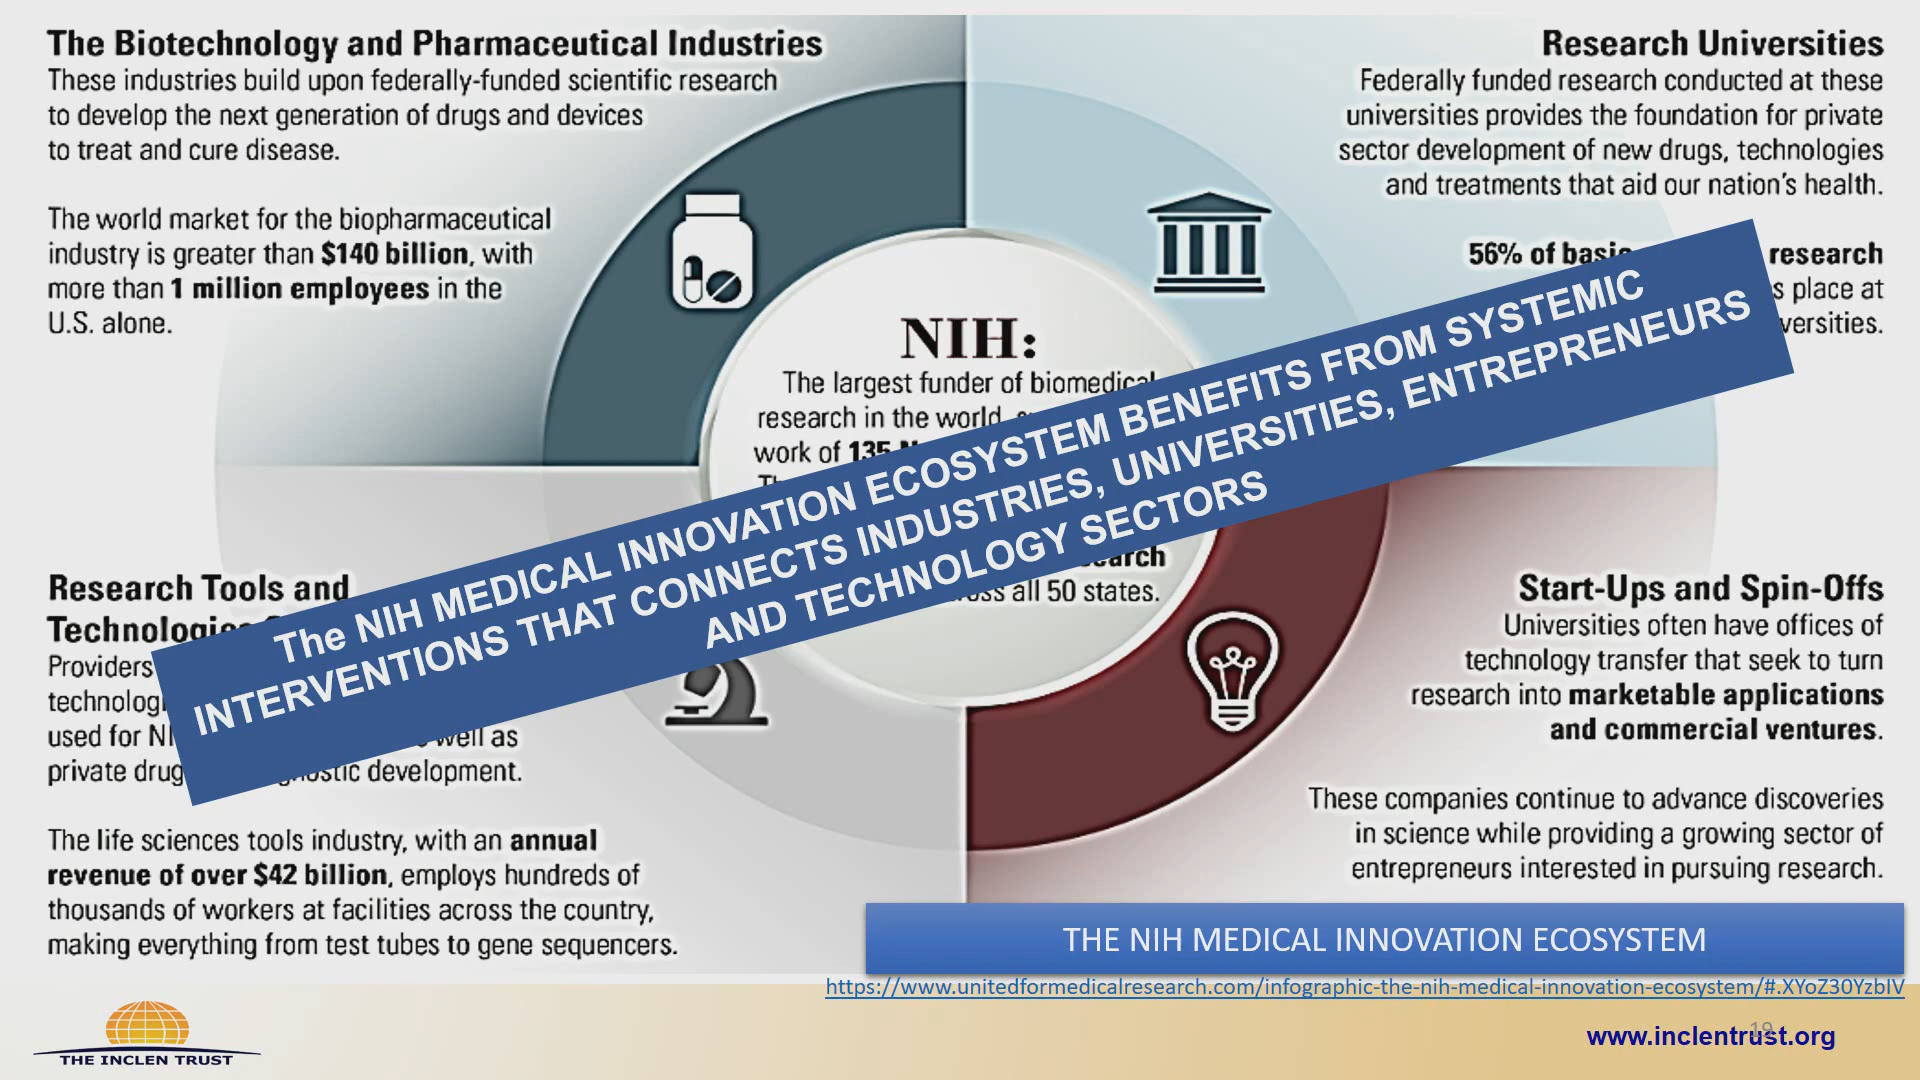 The Biotechnology and Pharmaceutical Industries
These industries build upon federally-funded scientific research
to develop the next generation of drugs and devices
to treat and cure disease.
The world market for the biopharmaceutical
industry is greater than $140 billion, with
more than 1 million employees in the
U.S. alone.
Research Universities
Federally funded research conducted at these
universities provides the foundation for private
sector development of new drugs, technologies
and treatments that aid our nation's health.
56% of basic research
place at
NIH:
The largest funder of biomedical
research in the world
work of 135
all 50 states.
The NIH MEDICAL INNOVATION ECOSYSTEM BENEFITS FROM SYSTEMIC
INTERVENTIONS THAT CONNECTS INDUSTRIES, UNIVERSITIES, ENTREPRENEURS
AND TECHNOLOGY SECTORS
Research Tools and
Providers
used for well as
private drug development.
The life sciences tools industry, with an annual
revenue of over $42 billion, employs hundreds of
thousands of workers at facilities across the country,
making everything from test tubes to gene sequencers.
Start-Ups and Spin-Offs
Universities often have offices of
technology transfer that seek to turn
research into marketable applications
and commercial ventures.
These companies continue to advance discoveries
in science while providing a growing sector of
entrepreneurs interested in pursuing research.
THE NIH MEDICAL INNOVATION ECOSYSTEM
https://www.unitedformedicalresearch.com/infographic-the-nih-medical-innovation-ecosystem/#.XYoZ30YzbIV
THE INCLEN TRUST
19
www.inclentrust.org